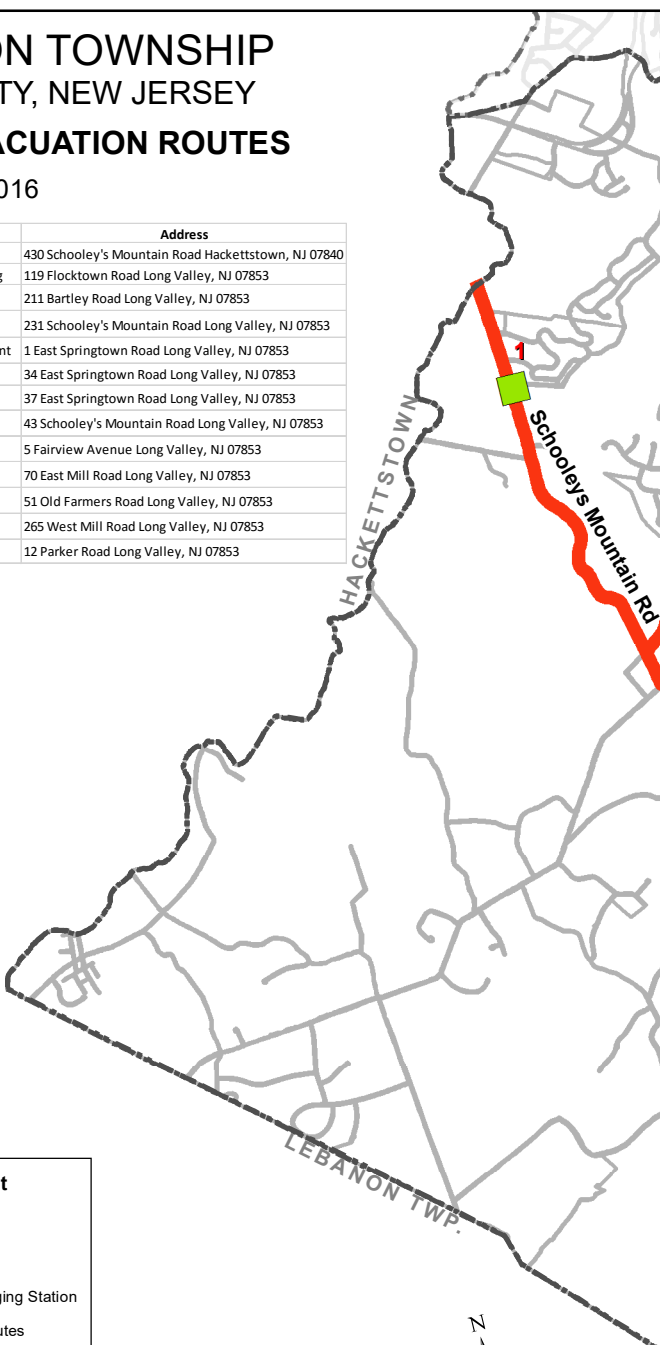 ON TOWNSHIP
TY, NEW JERSEY
ACUATION ROUTES
016
Address
430 Schooley's Mountain Road Hackettstown, NJ 07840
g 119 Flocktown Road Long Valley, NJ 07853
211 Bartley Road Long Valley, NJ 07853
231 Schooley's Mountain Road Long Valley, NJ 07853
nt 1 East Springtown Road Long Valley, NJ 07853
34 East Springtown Road Long Valley, NJ 07853
37 East Springtown Road Long Valley, NJ 07853
43 Schooley's Mountain Road Long Valley, NJ 07853
5 Fairview Avenue Long Valley, NJ 07853
70 East Mill Road Long Valley, NJ 07853
51 Old Farmers Road Long Valley, NJ 07853
265 West Mill Road Long Valley, NJ 07853
12 Parker Road Long Valley, NJ 07853
1
Schooleys Mountain Rd
HACKETTSTOWN
LEBANON TWP.
t
ging Station
utes
N